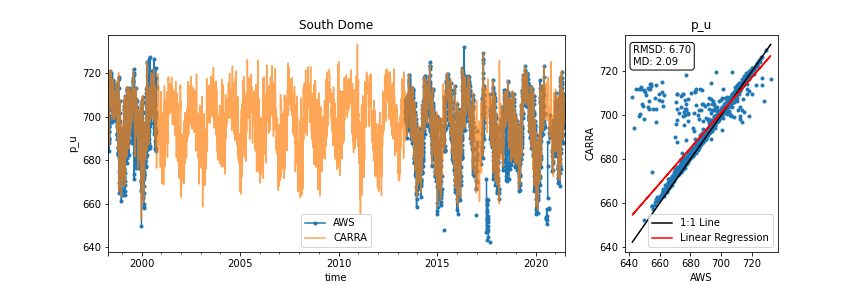 South Dome
p_u
720
700
680
660
640
p_u
2000
2005
2010
2015
2020
time
AWS
CARRA
p_u
RMSD: 6.70
MD: 2.09
720
700
680
660
640
CARRA
640
660
680
700
720
AWS
1:1 Line
Linear Regression